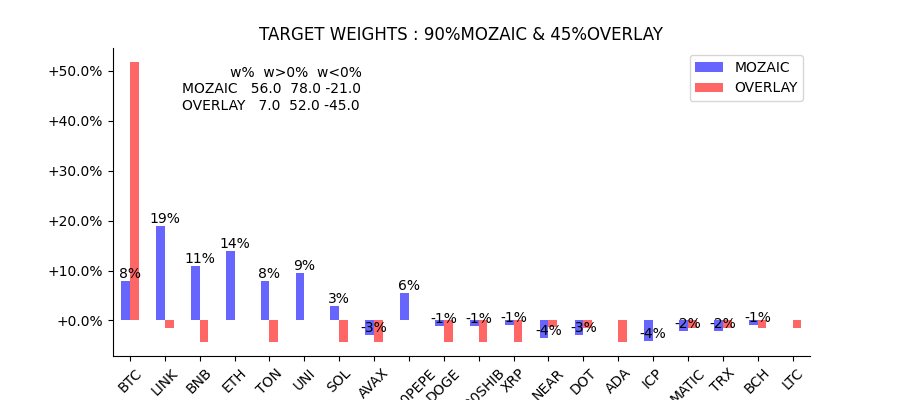 TARGET WEIGHTS : 90%MOZAIC & 45%OVERLAY
w% w>0% w<0%
MOZAIC 56.0 78.0 -21.0
OVERLAY 7.0 52.0 -45.0
MOZAIC
OVERLAY
+50.0%
+40.0%
+30.0%
+20.0%
+10.0%
+0.0%
8% 19% 11% 14% 8% 9% 3% -3% 6% -1% -1% -1% -4% -3% -4% -2% -2% -1%
BTC LINK BNB ETH TON UNI SOL AVAX DOGE XRP NEAR DOT ADA ICP MATIC TRX BCH LTC